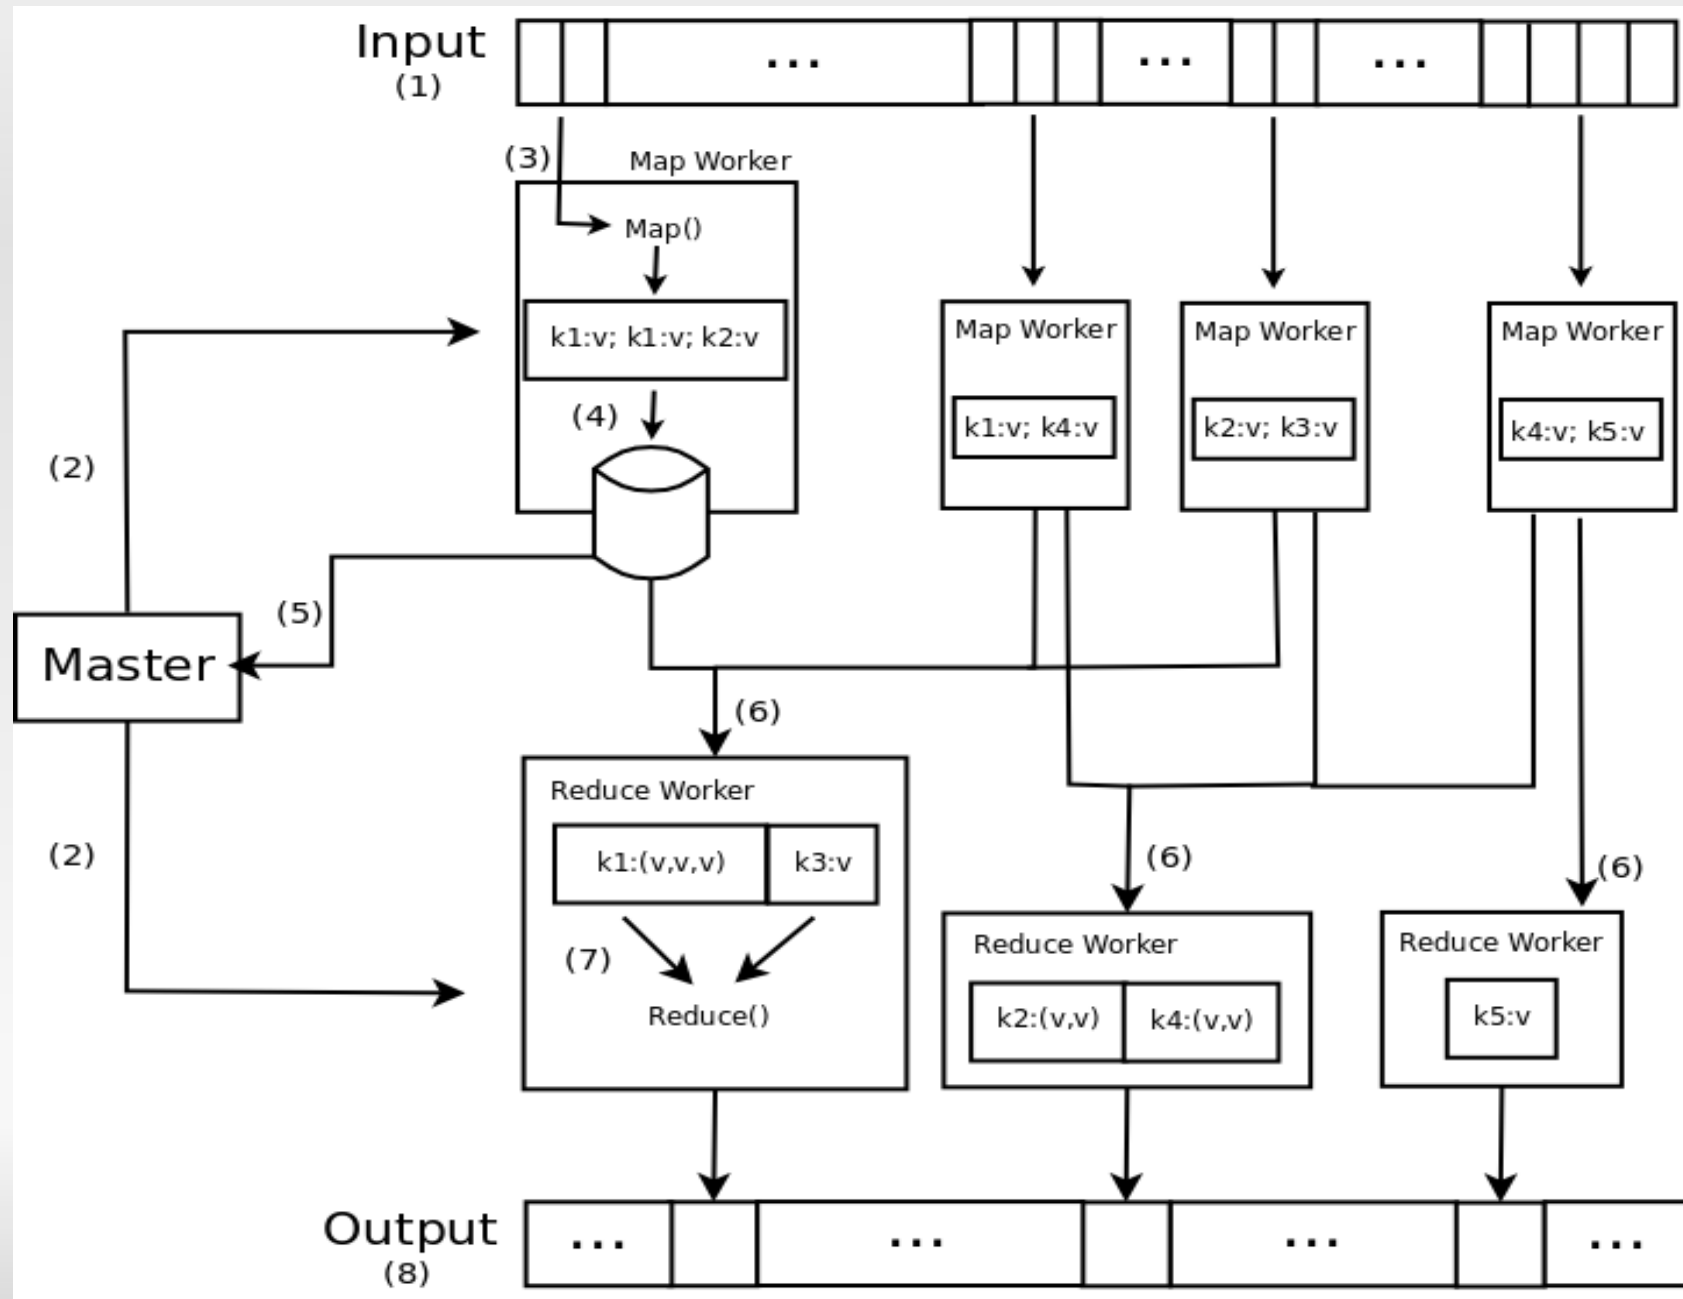 Input
(1)
... ... ...
(3)
Map Worker
Map()
k1:v; k1:v; k2:v
(4)
Map Worker
k1:v; k4:v
Map Worker
k2:v; k3:v
Map Worker
k4:v; k5:v
(2)
(5)
Master
(2)
(6)
Reduce Worker
k1:(v,v,v)
k3:v
(7)
Reduce()
(6)
Reduce Worker
k2:(v,v)
k4:(v,v)
(6)
Reduce Worker
k5:v
Output
(8)
... ... ... ...